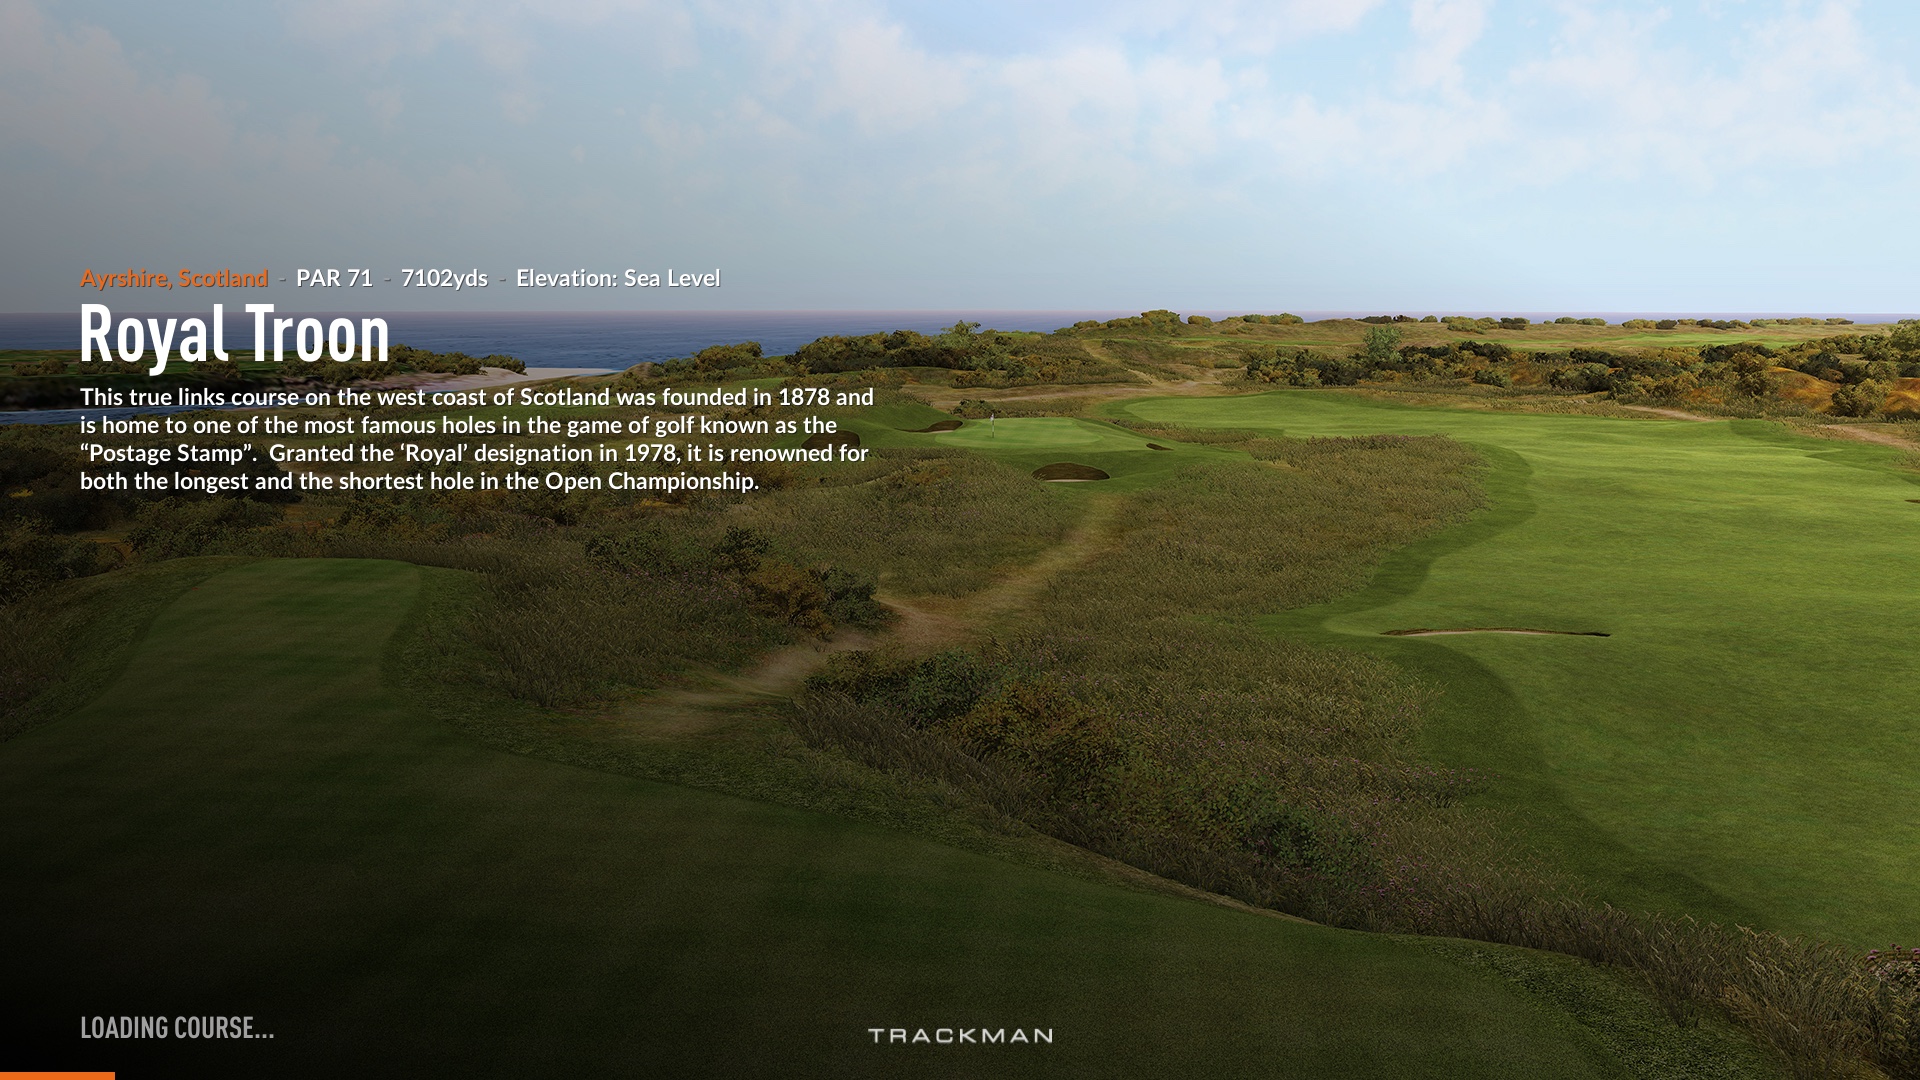 Ayrshire, Scotland - PAR 71 - 7102yds - Elevation: Sea Level
Royal Troon
This true links course on the west coast of Scotland was founded in 1878 and
is home to one of the most famous holes in the game of golf known as the
“Postage Stamp”.  Granted the ‘Royal’ designation in 1978, it is renowned for
both the longest and the shortest hole in the Open Championship.
LOADING COURSE...
TRACKMAN